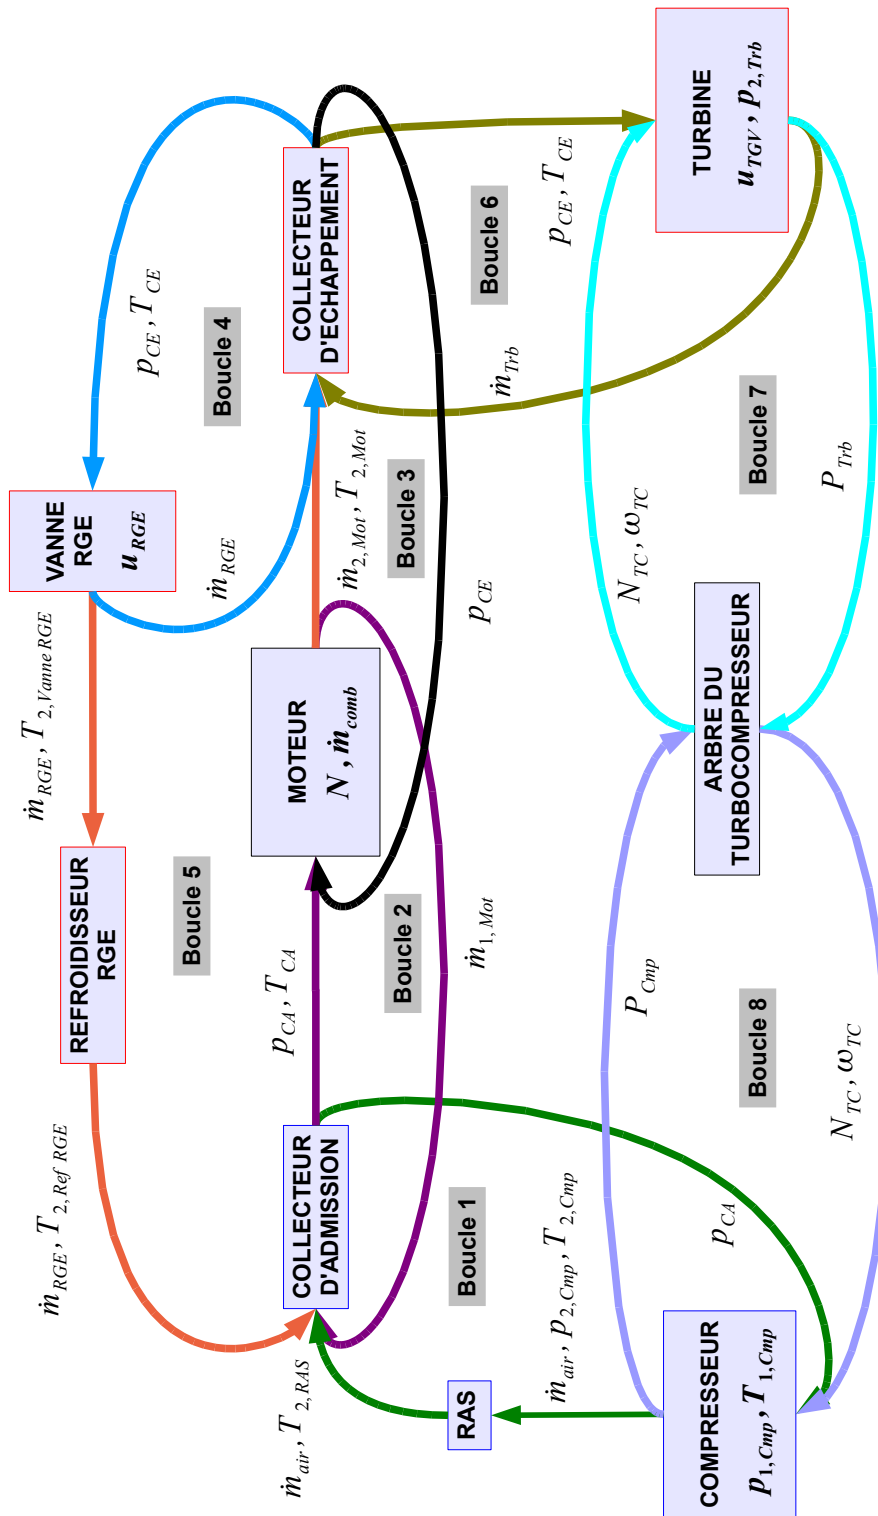 ṁ_RGE , T_2,Ref RGE
REFROIDISSEUR
RGE
ṁ_RGE , T_2,Vanne RGE
VANNE
RGE
u_RGE
p_CE , T_CE
Boucle 5
ṁ_RGE
Boucle 4
ṁ_air , T_2,RAS
COLLECTEUR
D'ADMISSION
p_CA , T_CA
MOTEUR
N , ṁ_comb
ṁ_2,Mot , T_2,Mot
COLLECTEUR
D'ECHAPPEMENT
Boucle 2
Boucle 3
RAS
Boucle 1
ṁ_1,Mot
p_CE
Boucle 6
ṁ_air , p_2,Cmp , T_2,Cmp
ṁ_Trb
p_CE , T_CE
P_Cmp
N_TC , ω_TC
COMPRESSEUR
p_1,Cmp , T_1,Cmp
p_CA
ARBRE DU
TURBOCOMPRESSEUR
TURBINE
u_TGV , p_2,Trb
Boucle 8
Boucle 7
N_TC , ω_TC
P_Trb